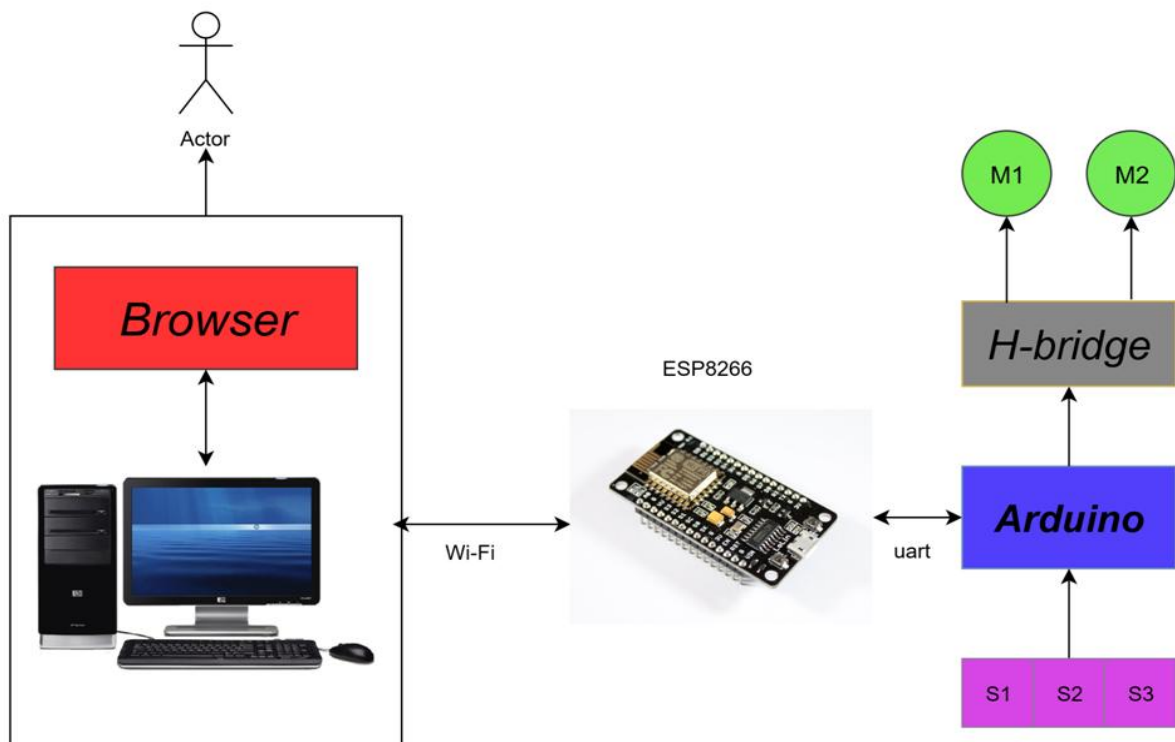 Actor
M1
M2
Browser
H-bridge
ESP8266
Arduino
Wi-Fi
uart
S1
S2
S3